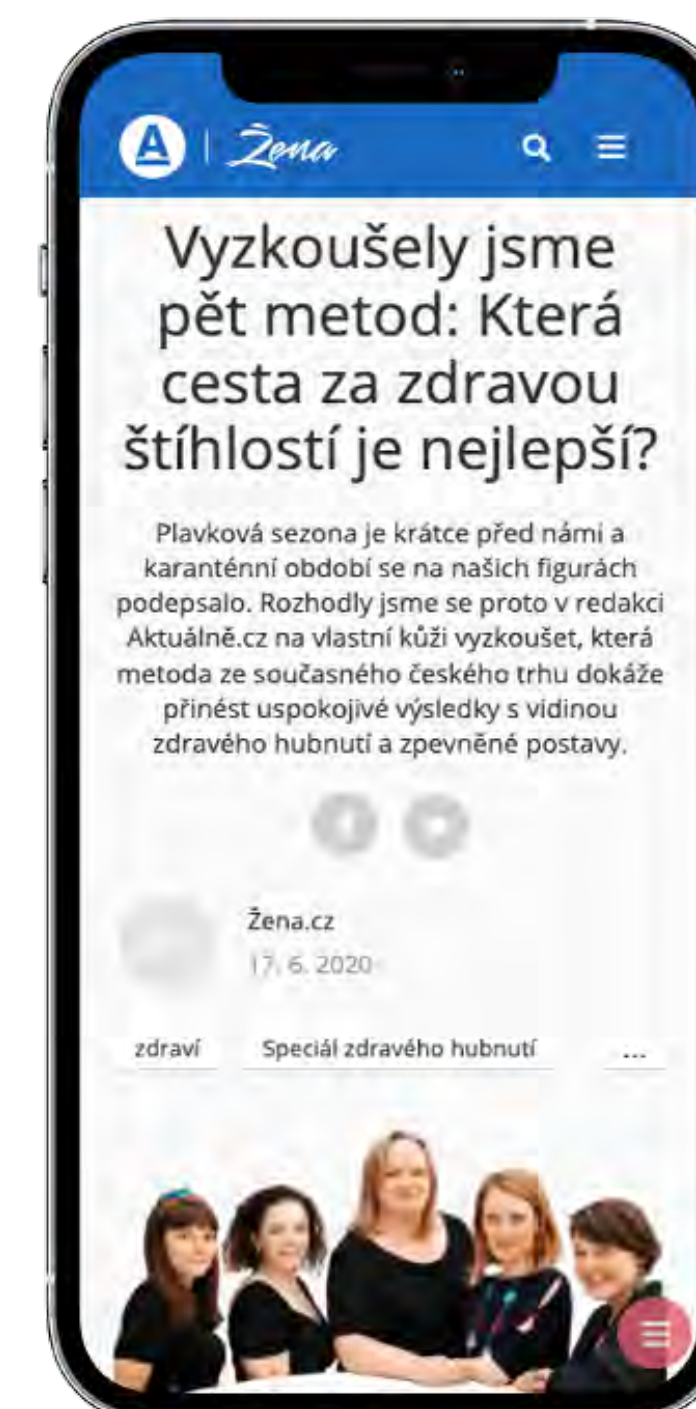 A | Žena
Vyzkoušely jsme
pět metod: Která
cesta za zdravou
štíhlostí je nejlepší?
Plavková sezona je krátce před námi a
karanténní období se na našich figurách
podepsalo. Rozhodly jsme se proto v redakci
Aktuálně.cz na vlastní kůži vyzkoušet, která
metoda ze současného českého trhu dokáže
přinést uspokojivé výsledky s vidinou
zdravého hubnutí a zpevněné postavy.
Žena.cz
17. 6. 2020
zdraví Speciál zdravého hubnutí ...